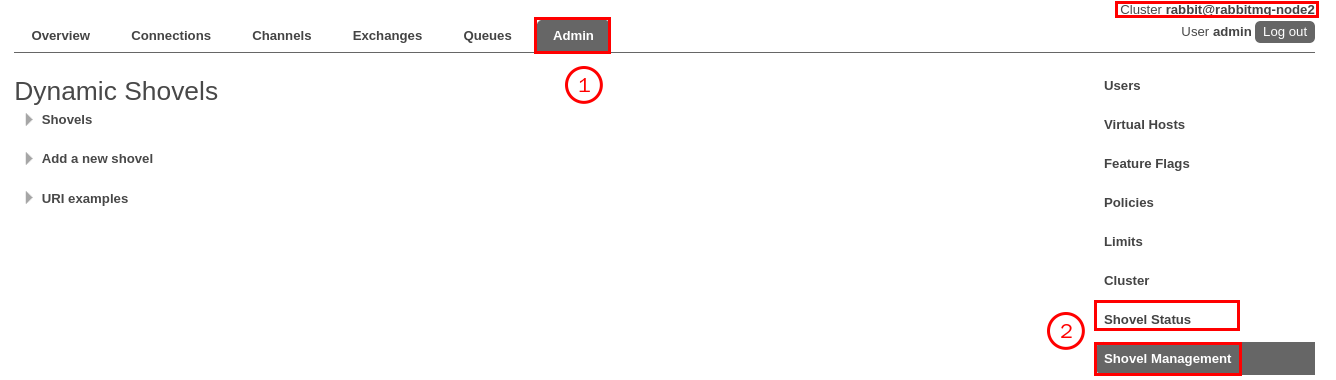 Cluster rabbit@rabbitmq-node2
User admin Log out
Overview Connections Channels Exchanges Queues Admin
1
Dynamic Shovels
Shovels
Add a new shovel
URI examples
Users
Virtual Hosts
Feature Flags
Policies
Limits
Cluster
Shovel Status
2
Shovel Management